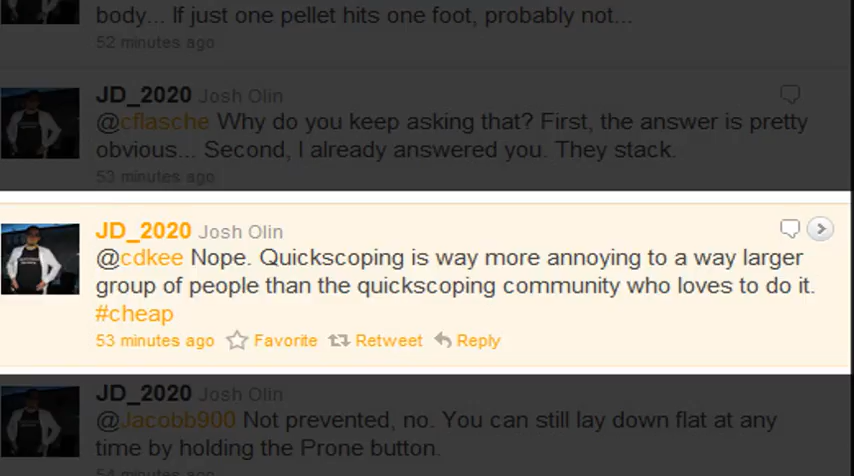 body... If just one pellet hits one foot, probably not...
52 minutes ago
JD_2020 Josh Olin
@cflasche Why do you keep asking that? First, the answer is pretty
obvious... Second, I already answered you. They stack.
53 minutes ago
JD_2020 Josh Olin
@cdkee Nope. Quickscoping is way more annoying to a way larger
group of people than the quickscoping community who loves to do it.
#cheap
53 minutes ago Favorite Retweet Reply
JD_2020 Josh Olin
@Jacobb900 Not prevented, no. You can still lay down flat at any
time by holding the Prone button.
54 minutes ago